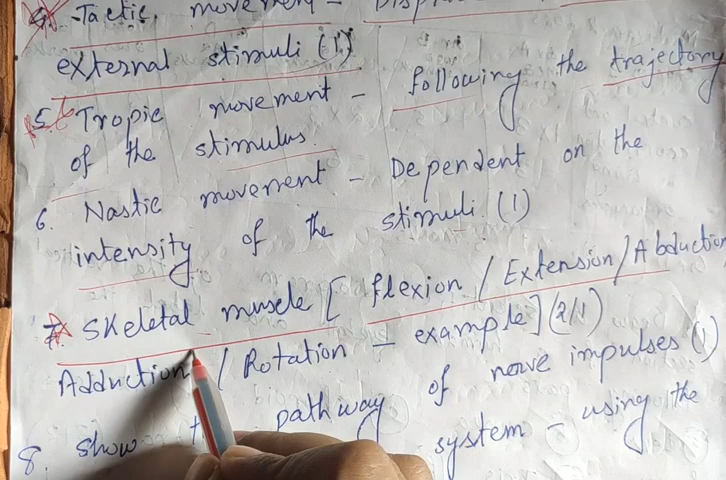 4. Tactic movement -
external stimuli (1)
5. Tropic movement - following the trajectory
of the stimulus.
6. Nastic movement - Dependent on the
intensity of the stimuli (1)
7. Skeletal muscle [flexion / Extension / Abduction
Adduction / Rotation - example] (2/1)
8. Show pathway of nerve impulses (1)
system - using the